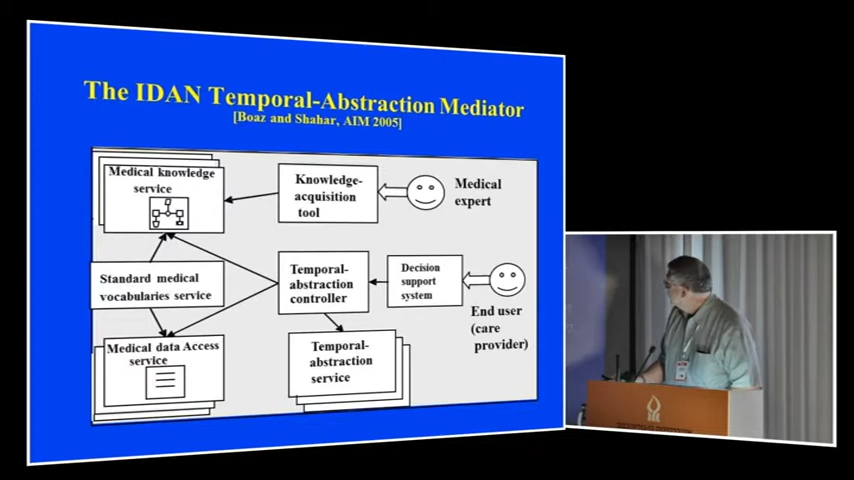 The IDAN Temporal-Abstraction Mediator
[Boaz and Shahar, AIM 2005]
Medical knowledge
service
Knowledge-
acquisition
tool
Medical
expert
Standard medical
vocabularies service
Temporal-
abstraction
controller
Decision
support
system
End user
(care
provider)
Medical data Access
service
Temporal-
abstraction
service